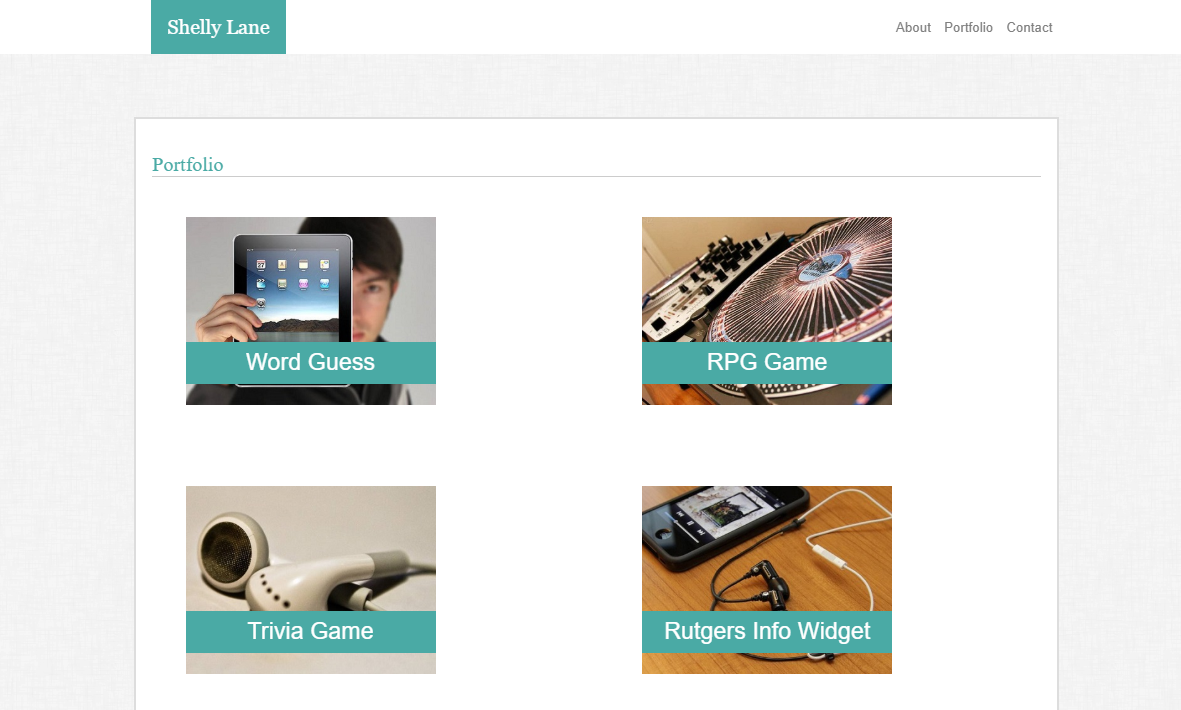 Shelly Lane
About Portfolio Contact
Portfolio
Word Guess
RPG Game
Trivia Game
Rutgers Info Widget